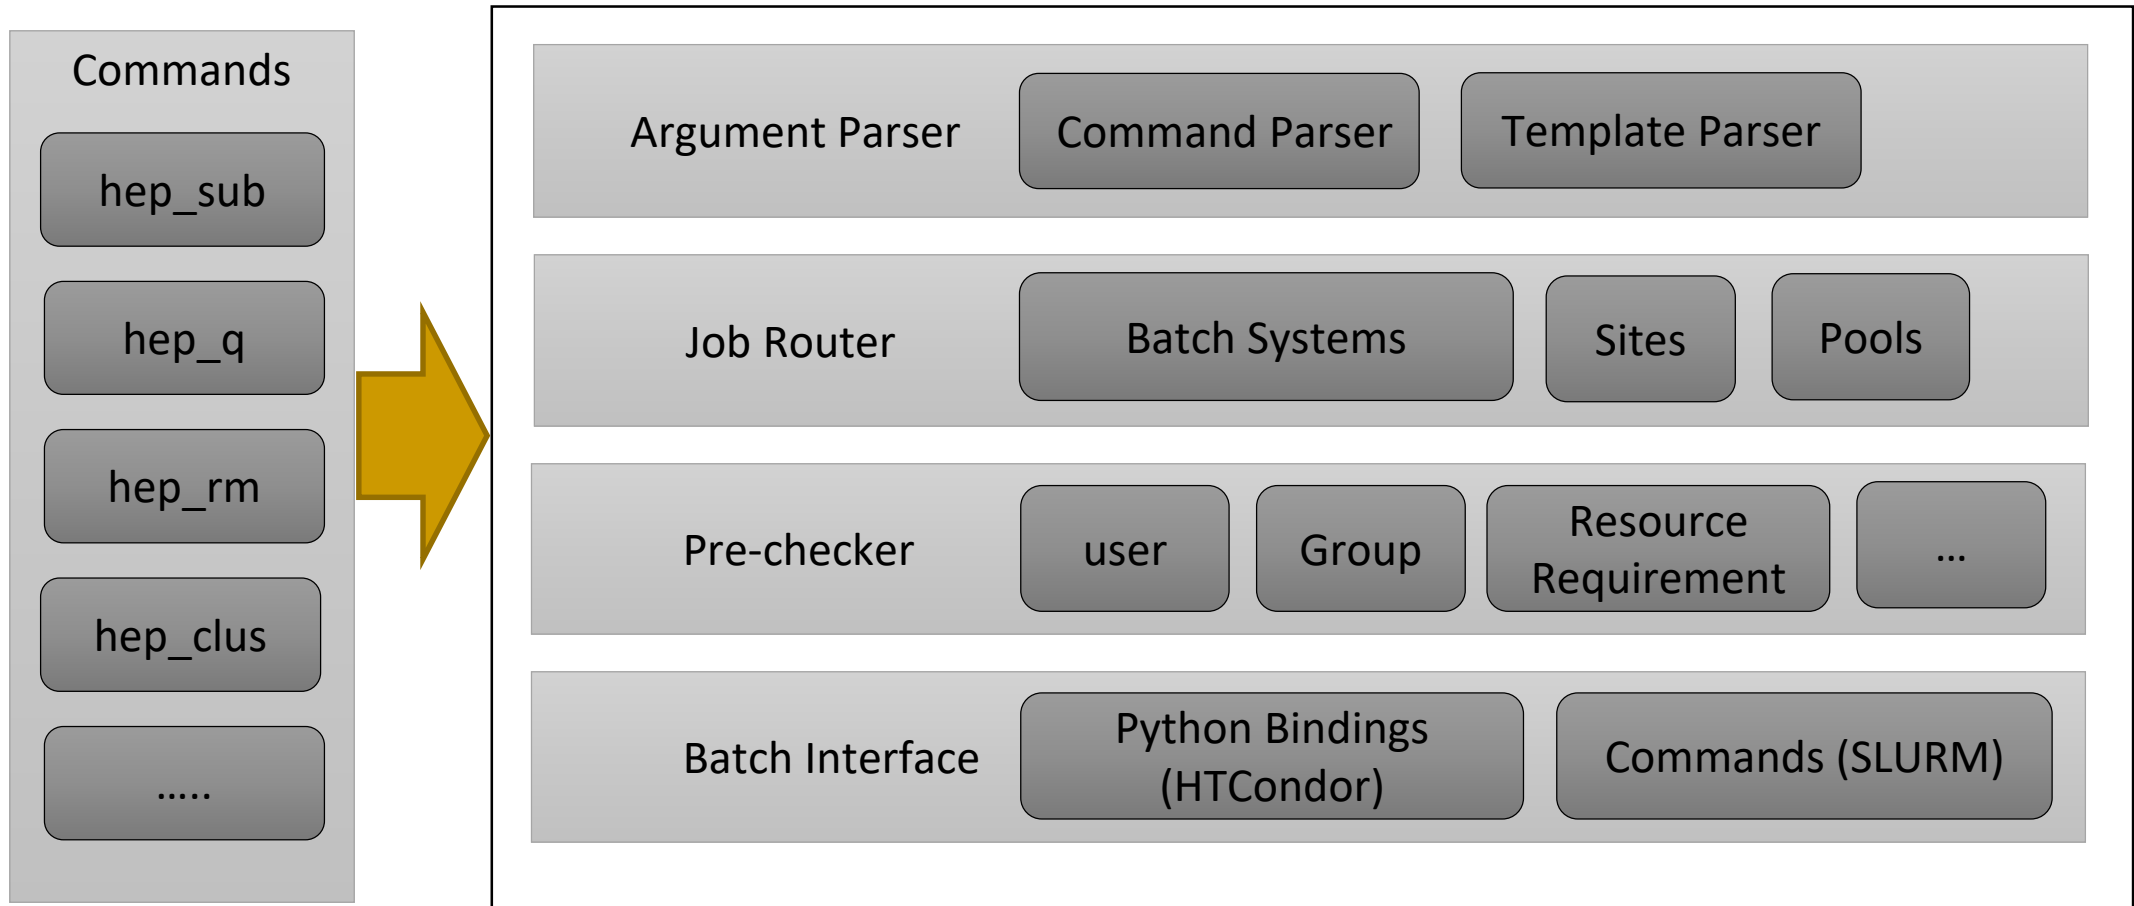 Commands
hep_sub
hep_q
hep_rm
hep_clus
.....
Argument Parser
Command Parser
Template Parser
Job Router
Batch Systems
Sites
Pools
Pre-checker
user
Group
Resource
Requirement
...
Batch Interface
Python Bindings
(HTCondor)
Commands (SLURM)